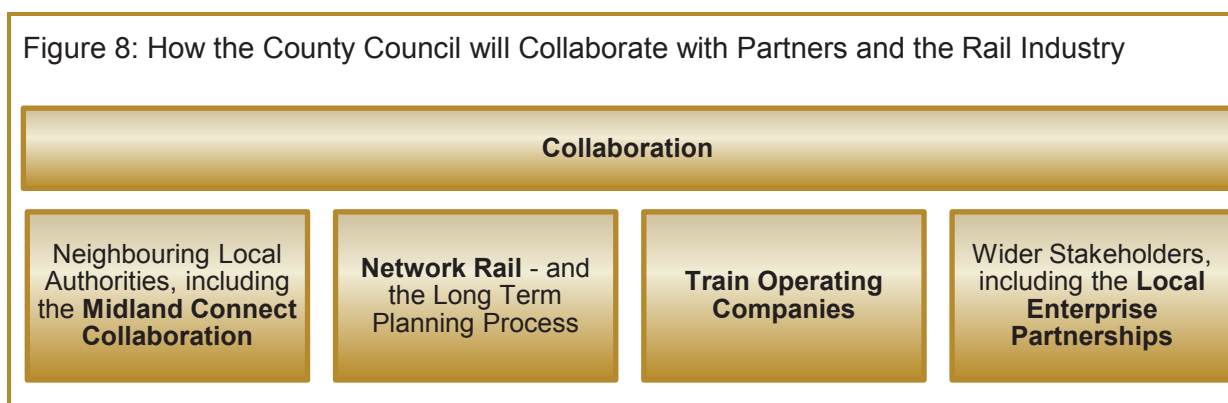 Figure 8: How the County Council will Collaborate with Partners and the Rail Industry
Collaboration
Neighbouring Local
Authorities, including
the Midland Connect
Collaboration
Network Rail - and
the Long Term
Planning Process
Train Operating
Companies
Wider Stakeholders,
including the Local
Enterprise
Partnerships